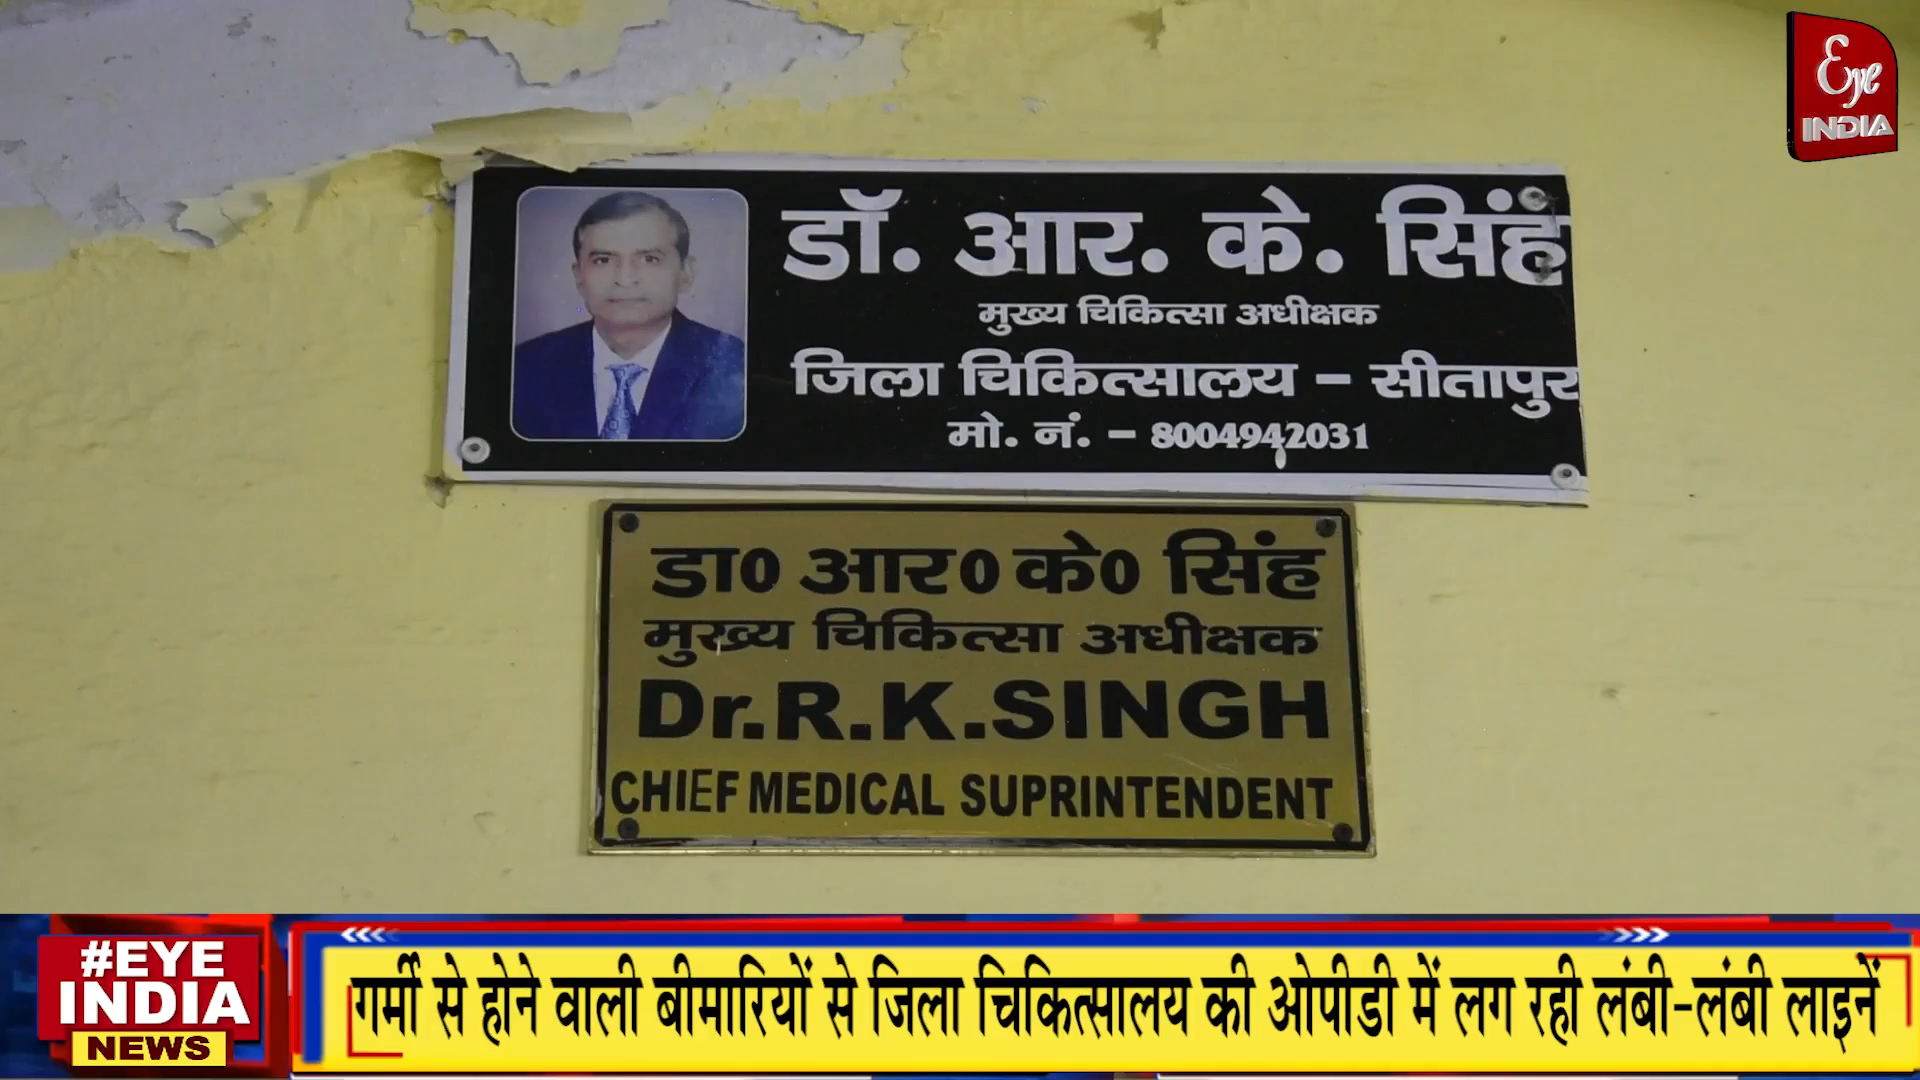 Eye
INDIA
डॉ. आर. के. सिंह
मुख्य चिकित्सा अधीक्षक
जिला चिकित्सालय – सीतापुर
मो. नं. – 8004942031
डा0 आर0 के0 सिंह
मुख्य चिकित्सा अधीक्षक
Dr.R.K.SINGH
CHIEF MEDICAL SUPRINTENDENT
#EYE
INDIA
NEWS
गर्मी से होने वाली बीमारियों से जिला चिकित्सालय की ओपीडी में लग रही लंबी-लंबी लाइनें